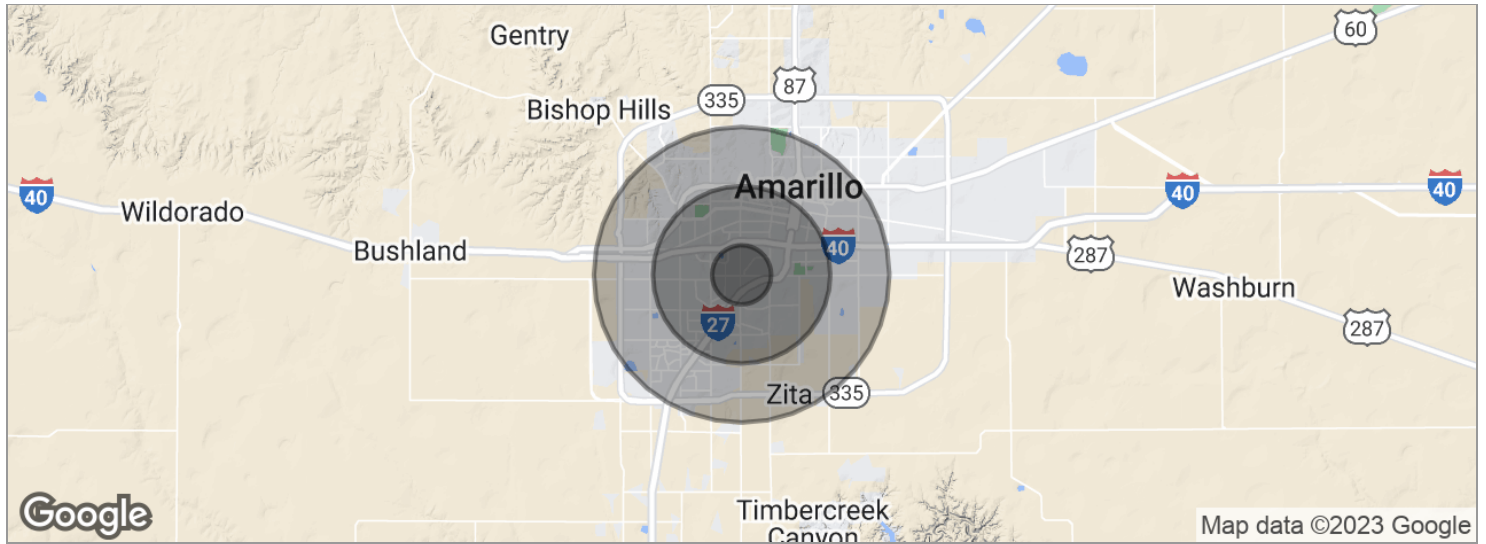 Gentry
60
87
335
Bishop Hills
Amarillo
40
40
40
Wildorado
Bushland
40
287
Washburn
27
287
Zita
335
Timbercreek
Canyon
Google
Map data ©2023 Google